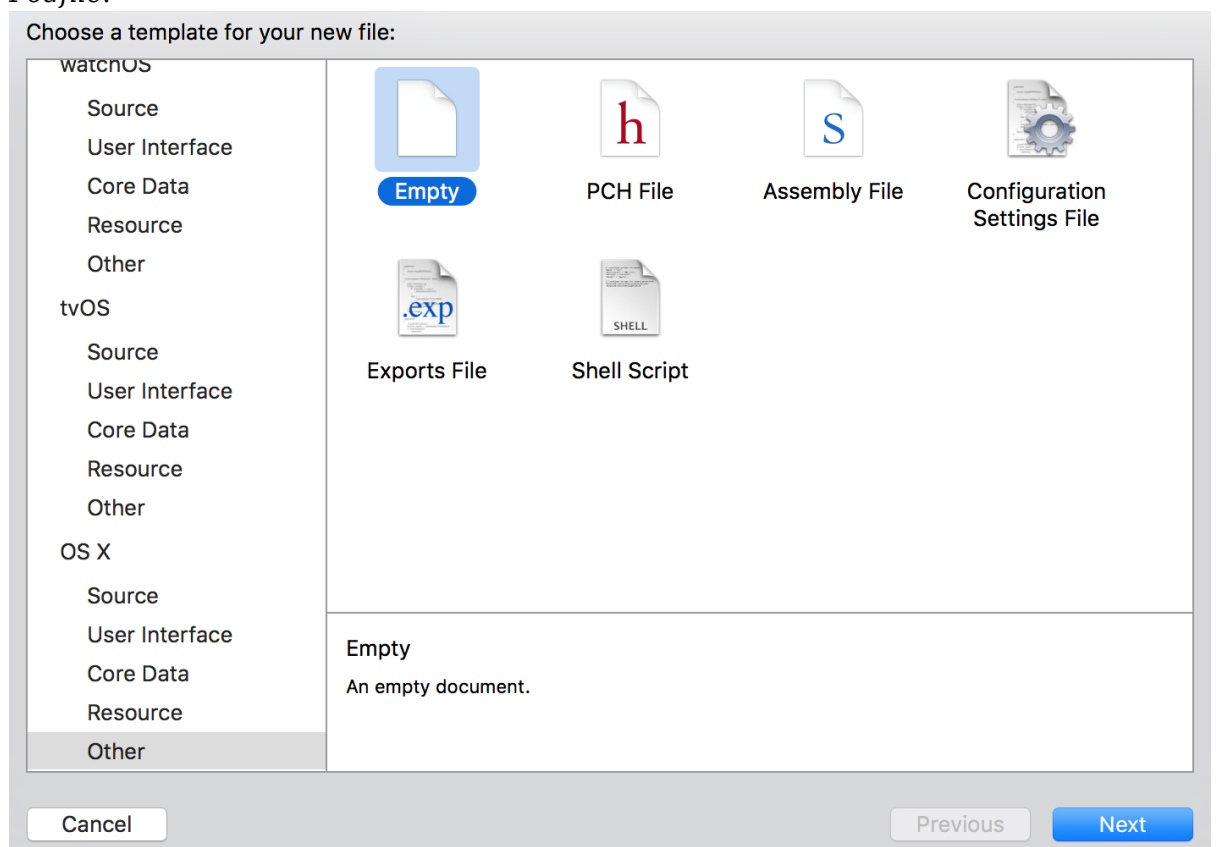 Podfile.
Choose a template for your new file:
watchOS
Source
User Interface
Core Data
Resource
Other
tvOS
Source
User Interface
Core Data
Resource
Other
OS X
Source
User Interface
Core Data
Resource
Other
Empty
PCH File
Assembly File
Configuration
Settings File
h
S
.exp
SHELL
Exports File
Shell Script
Empty
An empty document.
Cancel
Previous
Next